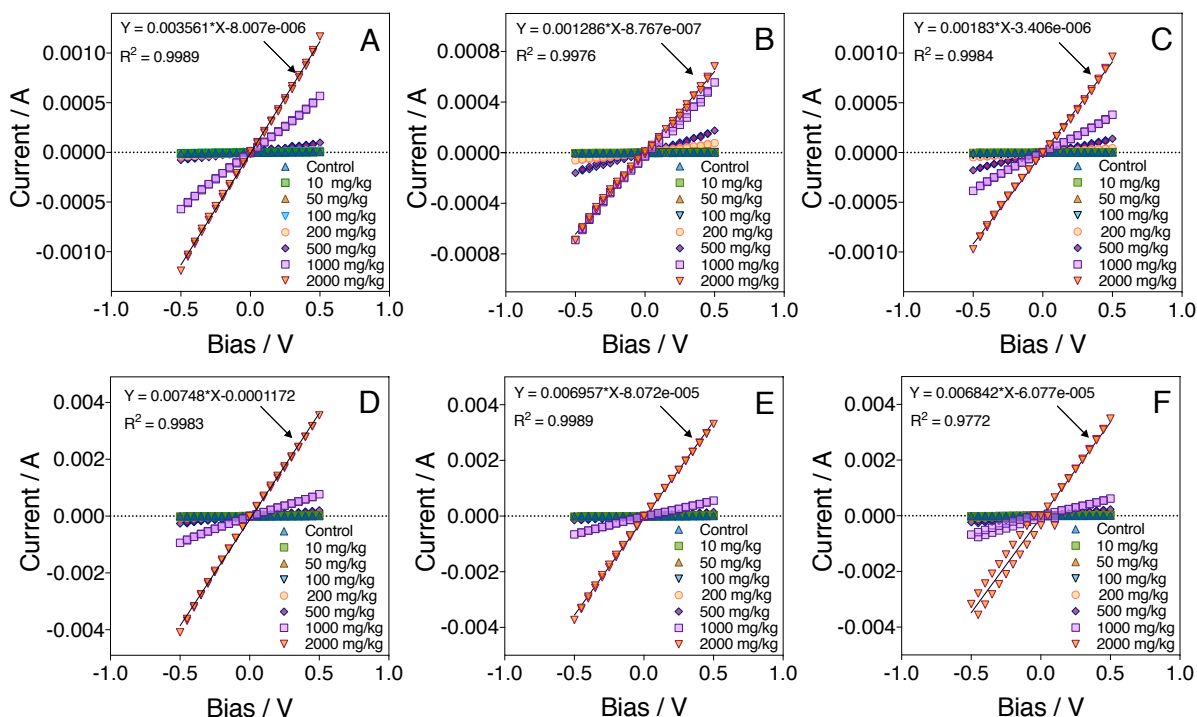 Y = 0.003561*X-8.007e-006
A
R2 = 0.9989
Current / A
0.0010
0.0005
0.0000
-0.0005
-0.0010
Control
10 mg/kg
50 mg/kg
100 mg/kg
200 mg/kg
500 mg/kg
1000 mg/kg
2000 mg/kg
-1.0 -0.5 0.0 0.5 1.0
Bias / V
Y = 0.001286*X-8.767e-007
B
R2 = 0.9976
Current / A
0.0008
0.0004
0.0000
-0.0004
-0.0008
Control
10 mg/kg
50 mg/kg
100 mg/kg
200 mg/kg
500 mg/kg
1000 mg/kg
2000 mg/kg
-1.0 -0.5 0.0 0.5 1.0
Bias / V
Y = 0.00183*X-3.406e-006
C
R2 = 0.9984
Current / A
0.0010
0.0005
0.0000
-0.0005
-0.0010
Control
10 mg/kg
50 mg/kg
100 mg/kg
200 mg/kg
500 mg/kg
1000 mg/kg
2000 mg/kg
-1.0 -0.5 0.0 0.5 1.0
Bias / V
Y = 0.00748*X-0.0001172
D
R2 = 0.9983
Current / A
0.004
0.002
0.000
-0.002
-0.004
Control
10 mg/kg
50 mg/kg
100 mg/kg
200 mg/kg
500 mg/kg
1000 mg/kg
2000 mg/kg
-1.0 -0.5 0.0 0.5 1.0
Bias / V
Y = 0.006957*X-8.072e-005
E
R2 = 0.9989
Current / A
0.004
0.002
0.000
-0.002
-0.004
Control
10 mg/kg
50 mg/kg
100 mg/kg
200 mg/kg
500 mg/kg
1000 mg/kg
2000 mg/kg
-1.0 -0.5 0.0 0.5 1.0
Bias / V
Y = 0.006842*X-6.077e-005
F
R2 = 0.9772
Current / A
0.004
0.002
0.000
-0.002
-0.004
Control
10 mg/kg
50 mg/kg
100 mg/kg
200 mg/kg
500 mg/kg
1000 mg/kg
2000 mg/kg
-1.0 -0.5 0.0 0.5 1.0
Bias / V